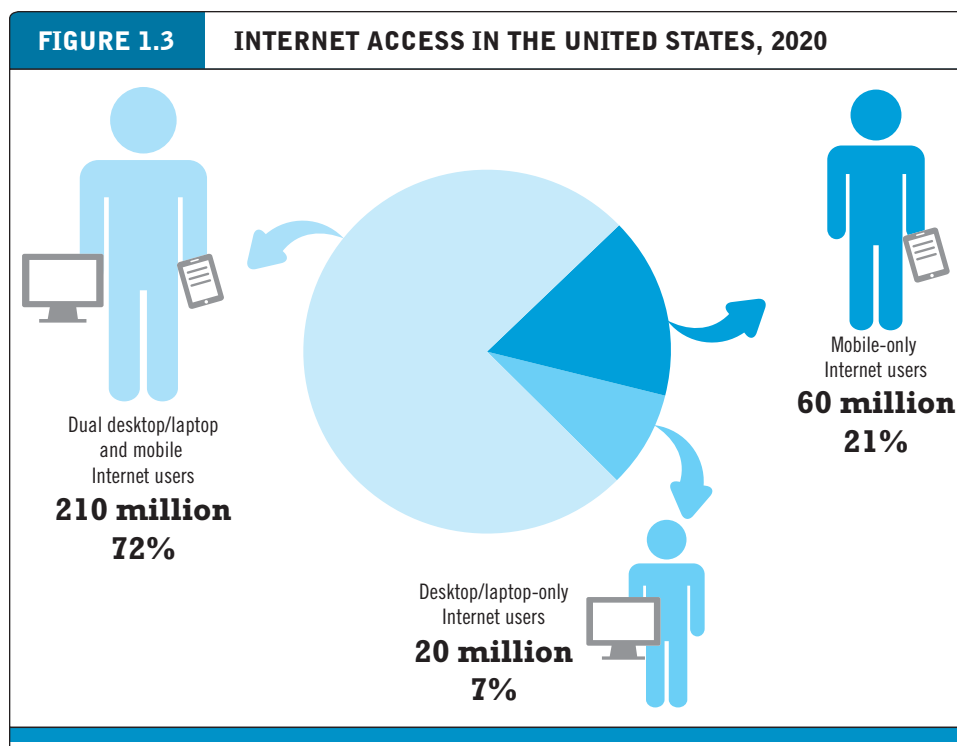 FIGURE 1.3
INTERNET ACCESS IN THE UNITED STATES, 2020
Dual desktop/laptop
and mobile
Internet users
210 million
72%
Mobile-only
Internet users
60 million
21%
Desktop/laptop-only
Internet users
20 million
7%